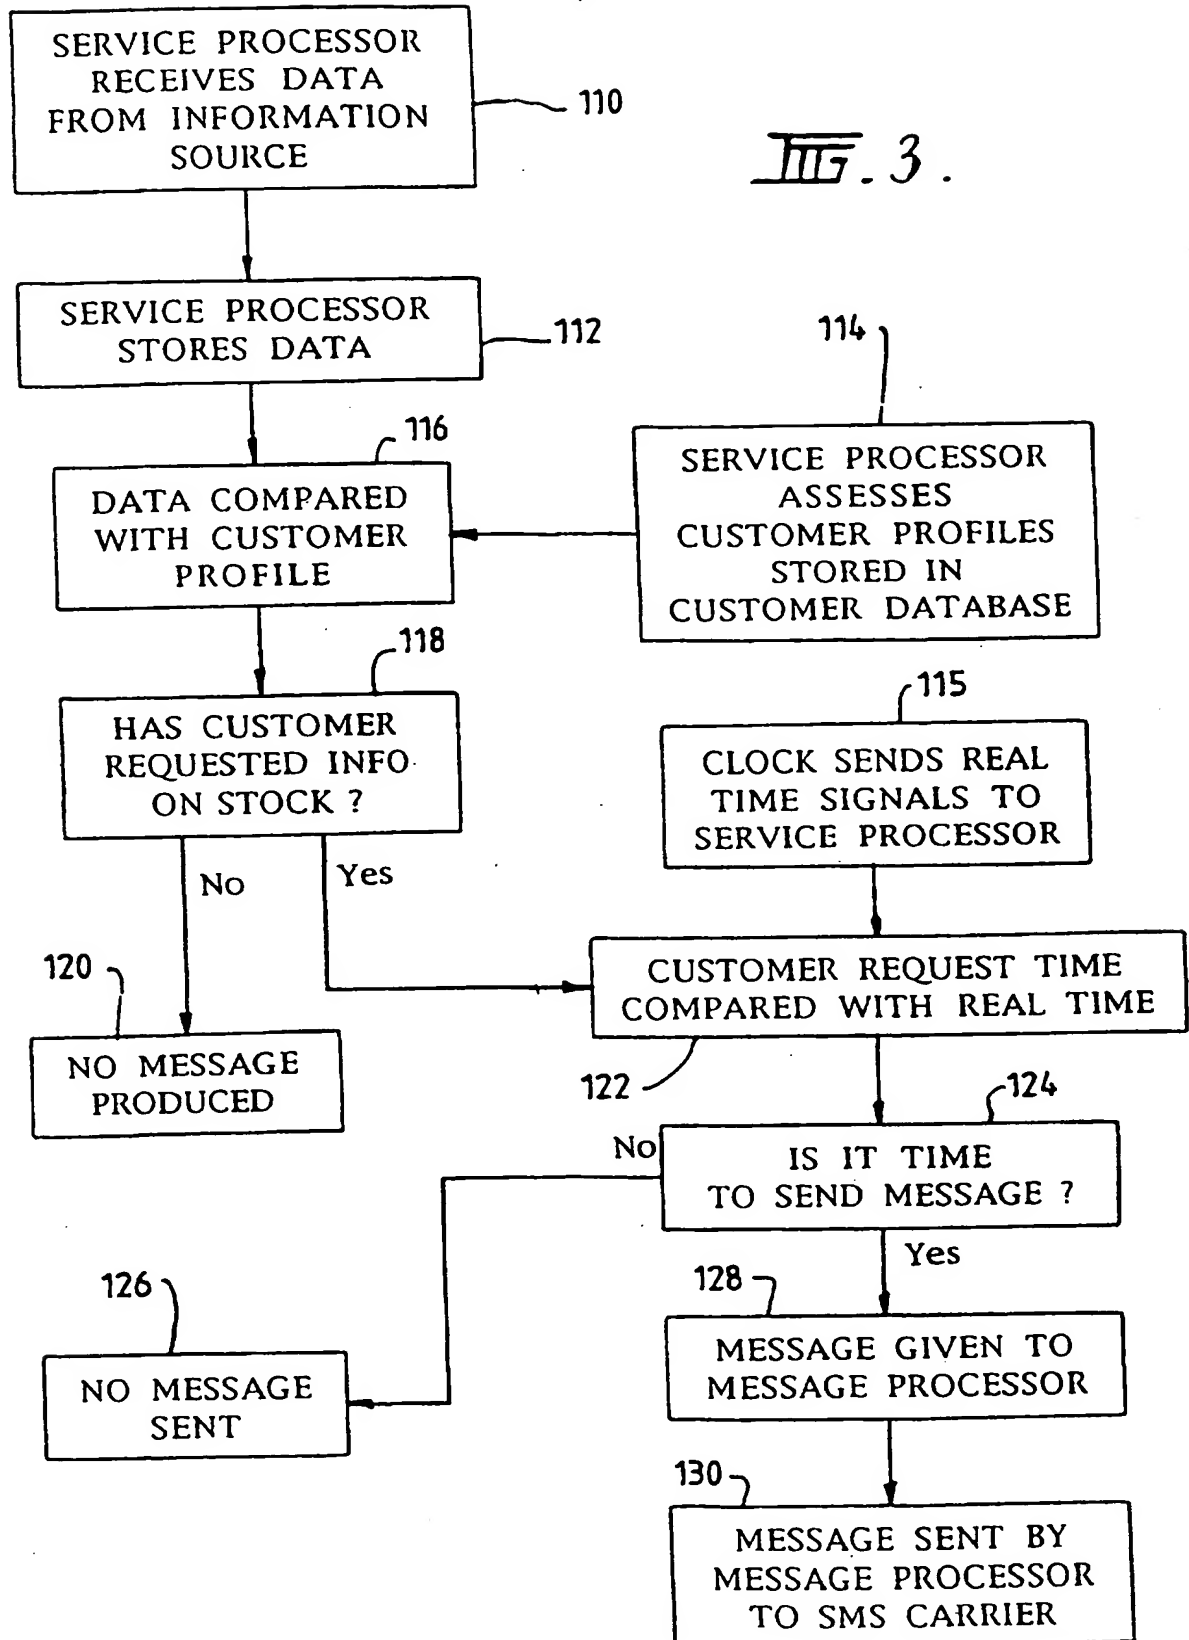 SERVICE PROCESSOR
RECEIVES DATA
FROM INFORMATION
SOURCE
110
FIG. 3.
SERVICE PROCESSOR
STORES DATA
112
114
116
DATA COMPARED
WITH CUSTOMER
PROFILE
SERVICE PROCESSOR
ASSESSES
CUSTOMER PROFILES
STORED IN
CUSTOMER DATABASE
118
HAS CUSTOMER
REQUESTED INFO
ON STOCK ?
115
CLOCK SENDS REAL
TIME SIGNALS TO
SERVICE PROCESSOR
No
Yes
120
NO MESSAGE
PRODUCED
CUSTOMER REQUEST TIME
COMPARED WITH REAL TIME
122
124
No
IS IT TIME
TO SEND MESSAGE ?
Yes
126
NO MESSAGE
SENT
128
MESSAGE GIVEN TO
MESSAGE PROCESSOR
130
MESSAGE SENT BY
MESSAGE PROCESSOR
TO SMS CARRIER